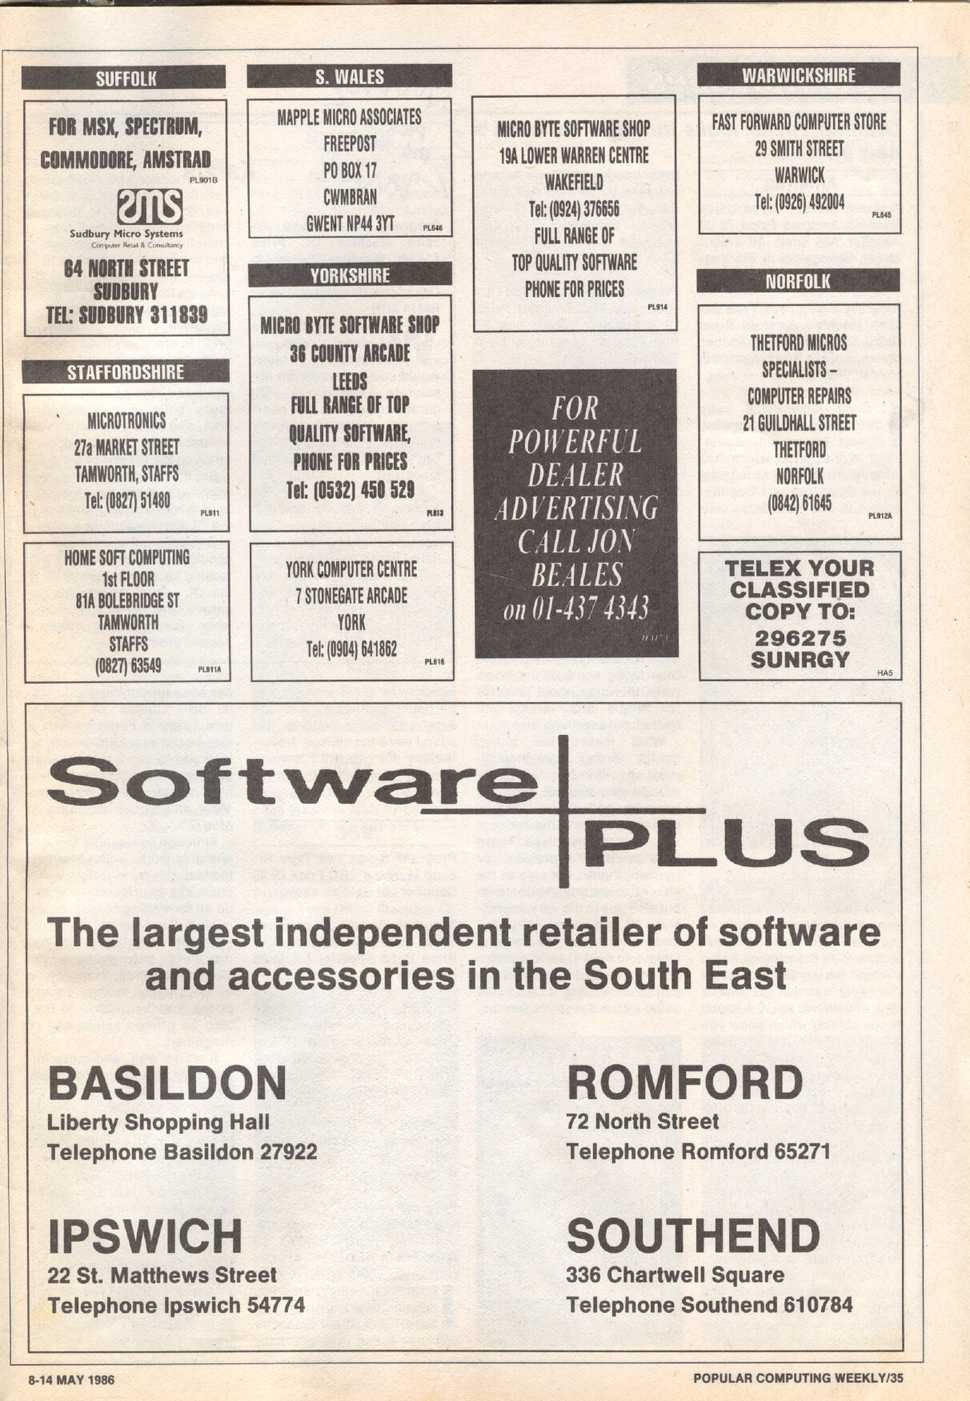 SUFFOLK
FOR MSX, SPECTRUM,
COMMODORE, AMSTRAD
PL901B
sms
Sudbury Micro Systems
Computer Retail & Consultancy
64 NORTH STREET
SUDBURY
TEL: SUDBURY 311839
STAFFORDSHIRE
MICROTRONICS
27a MARKET STREET
TAMWORTH, STAFFS
Tel: (0827) 51480
PL911
HOME SOFT COMPUTING
1st FLOOR
81A BOLEBRIDGE ST
TAMWORTH
STAFFS
(0827) 63549
PL911A
S. WALES
MAPPLE MICRO ASSOCIATES
FREEPOST
PO BOX 17
CWMBRAN
GWENT NP44 3YT
PL646
YORKSHIRE
MICRO BYTE SOFTWARE SHOP
36 COUNTY ARCADE
LEEDS
FULL RANGE OF TOP
QUALITY SOFTWARE,
PHONE FOR PRICES
Tel: (0532) 450 529
PL913
YORK COMPUTER CENTRE
7 STONEGATE ARCADE
YORK
Tel: (0904) 641862
PL616
MICRO BYTE SOFTWARE SHOP
19A LOWER WARREN CENTRE
WAKEFIELD
Tel: (0924) 376656
FULL RANGE OF
TOP QUALITY SOFTWARE
PHONE FOR PRICES
PL914
FOR
POWERFUL
DEALER
ADVERTISING
CALL JON
BEALES
on 01-437 4343
WARWICKSHIRE
FAST FORWARD COMPUTER STORE
29 SMITH STREET
WARWICK
Tel: (0926) 492004
PL645
NORFOLK
THETFORD MICROS
SPECIALISTS –
COMPUTER REPAIRS
21 GUILDHALL STREET
THETFORD
NORFOLK
(0842) 61645
PL912A
TELEX YOUR
CLASSIFIED
COPY TO:
296275
SUNRGY
HA5
Software
PLUS
The largest independent retailer of software
and accessories in the South East
BASILDON
Liberty Shopping Hall
Telephone Basildon 27922
ROMFORD
72 North Street
Telephone Romford 65271
IPSWICH
22 St. Matthews Street
Telephone Ipswich 54774
SOUTHEND
336 Chartwell Square
Telephone Southend 610784
8-14 MAY 1986
POPULAR COMPUTING WEEKLY/35